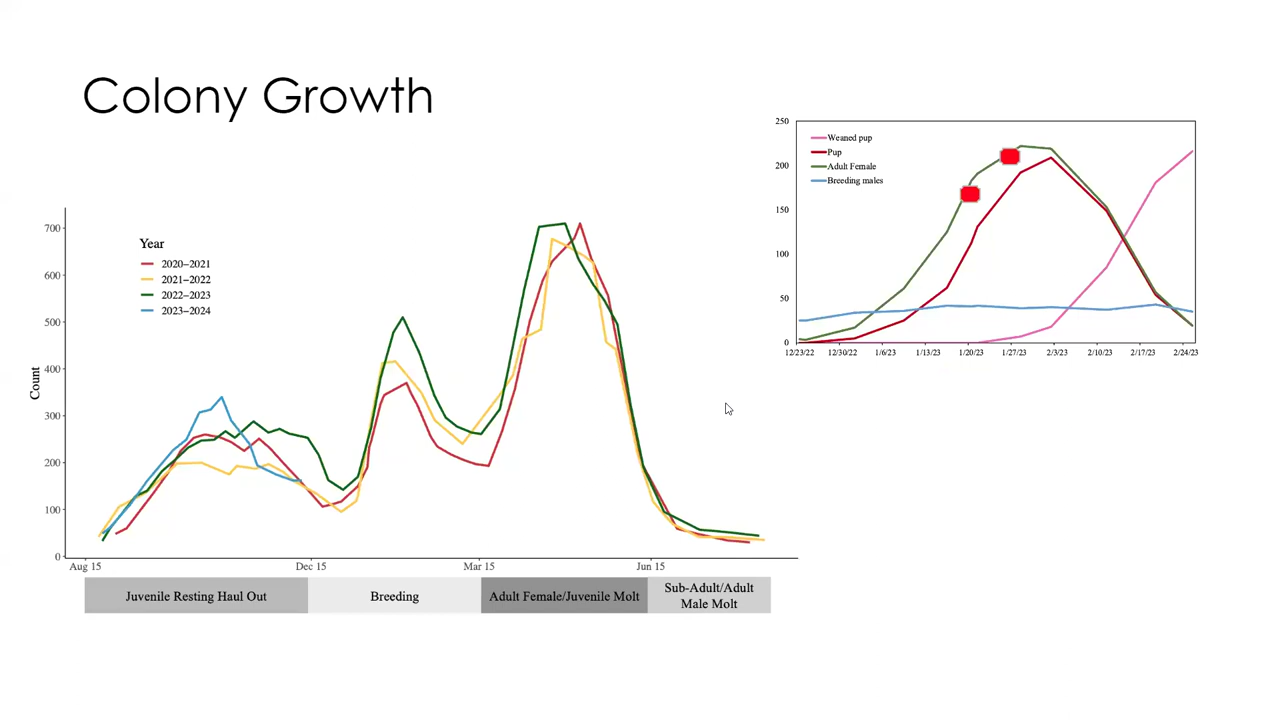 Colony Growth
Year
2020–2021
2021–2022
2022–2023
2023–2024
Count
700
600
500
400
300
200
100
0
Aug 15
Dec 15
Mar 15
Jun 15
Juvenile Resting Haul Out
Breeding
Adult Female/Juvenile Molt
Sub-Adult/Adult
Male Molt
250
200
150
100
50
0
Weaned pup
Pup
Adult Female
Breeding males
12/23/22
12/30/22
1/6/23
1/13/23
1/20/23
1/27/23
2/3/23
2/10/23
2/17/23
2/24/23